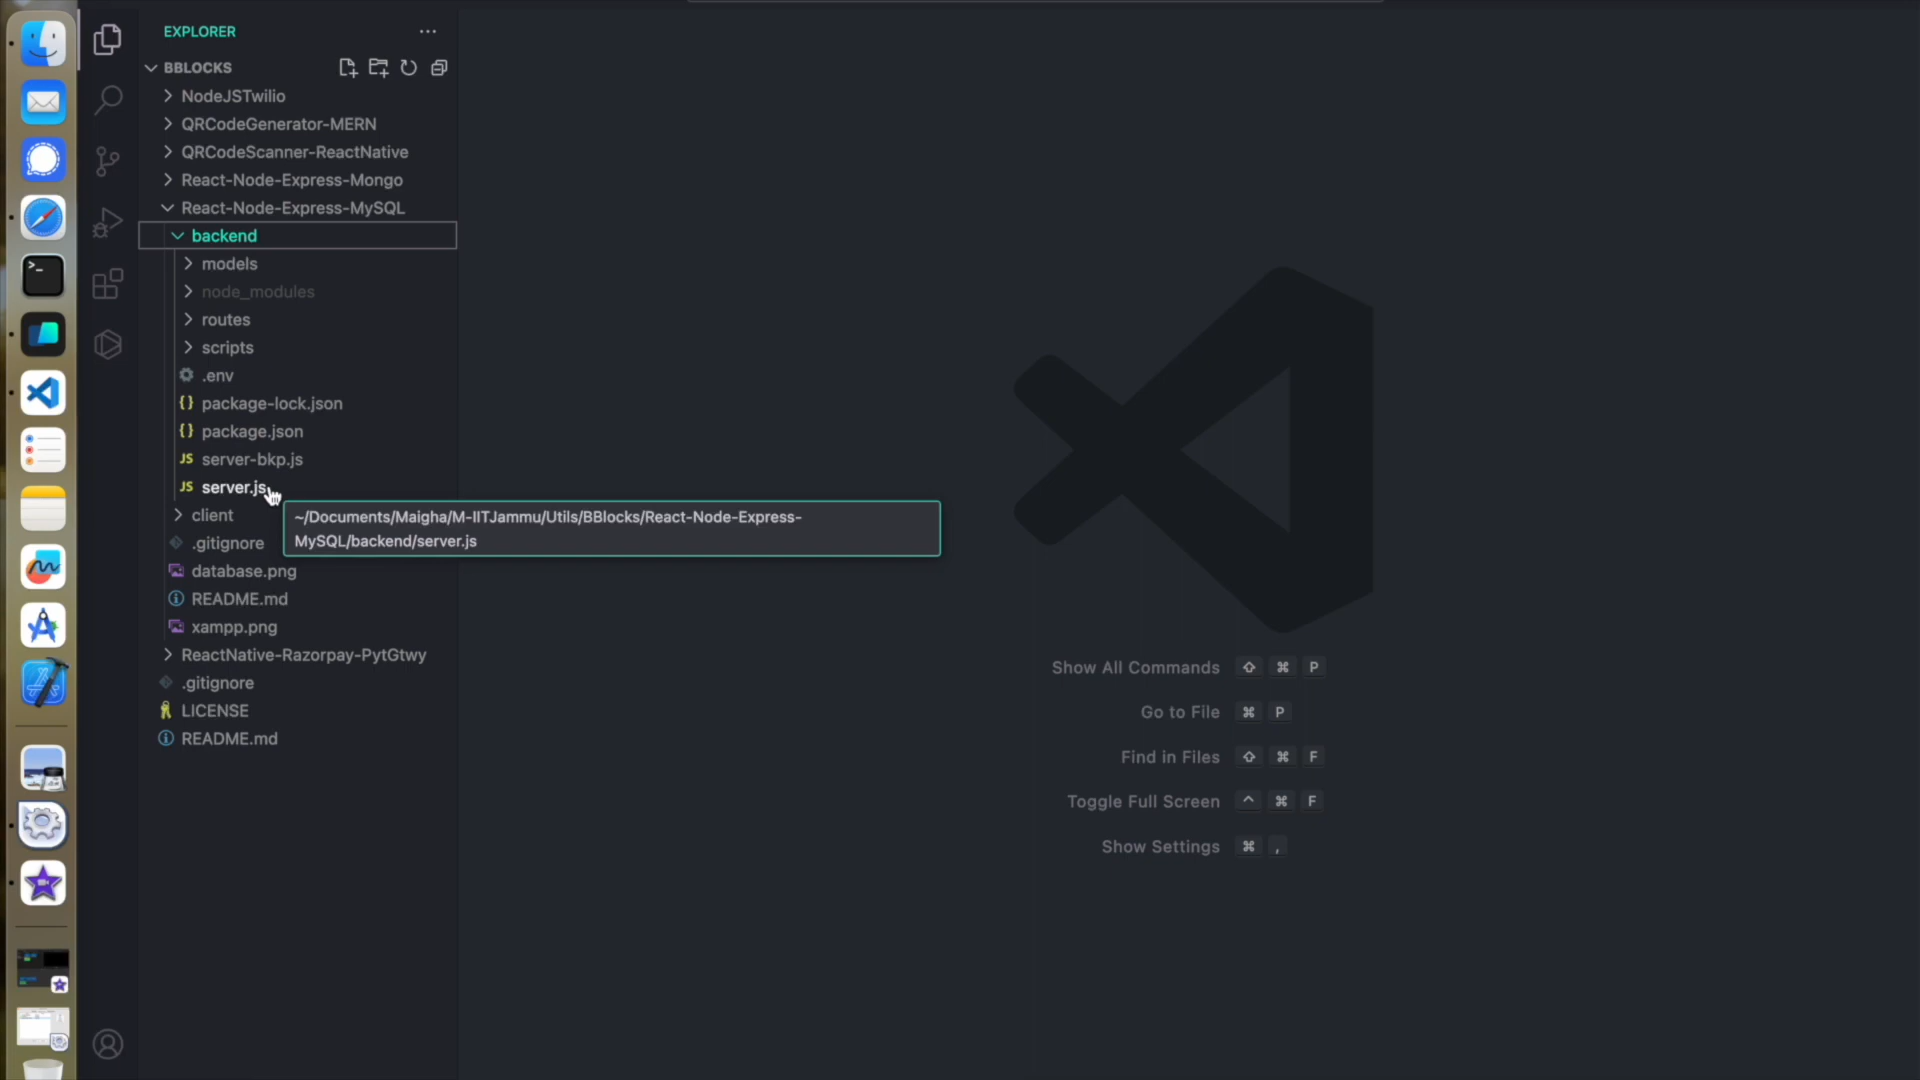 EXPLORER
BBLOCKS
NodeJSTwilio
QRCodeGenerator-MERN
QRCodeScanner-ReactNative
React-Node-Express-Mongo
React-Node-Express-MySQL
backend
models
node_modules
routes
scripts
.env
{} package-lock.json
{} package.json
JS server-bkp.js
JS server.js
~/Documents/Maigha/M-IITJammu/Utils/BBlocks/React-Node-Express-
MySQL/backend/server.js
client
.gitignore
database.png
README.md
xampp.png
ReactNative-Razorpay-PytGtwy
.gitignore
LICENSE
README.md
Show All Commands ⇧ ⌘ P
Go to File ⌘ P
Find in Files ⇧ ⌘ F
Toggle Full Screen ^ ⌘ F
Show Settings ⌘ ,